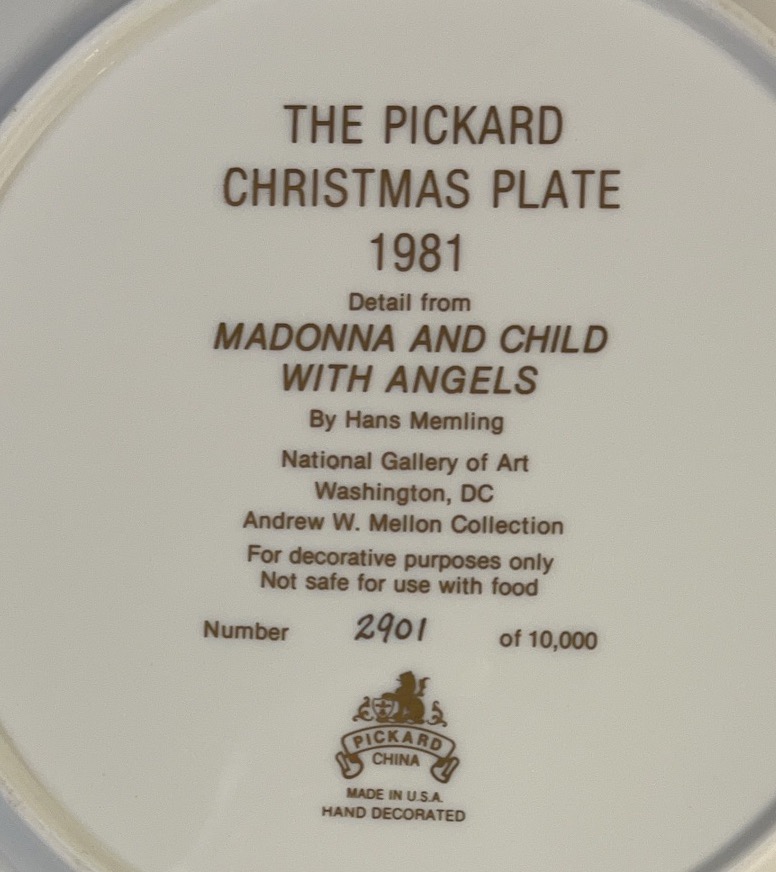 THE PICKARD
CHRISTMAS PLATE
1981
Detail from
MADONNA AND CHILD
WITH ANGELS
By Hans Memling
National Gallery of Art
Washington, DC
Andrew W. Mellon Collection
For decorative purposes only
Not safe for use with food
Number 2901 of 10,000
PICKARD
CHINA
MADE IN U.S.A.
HAND DECORATED